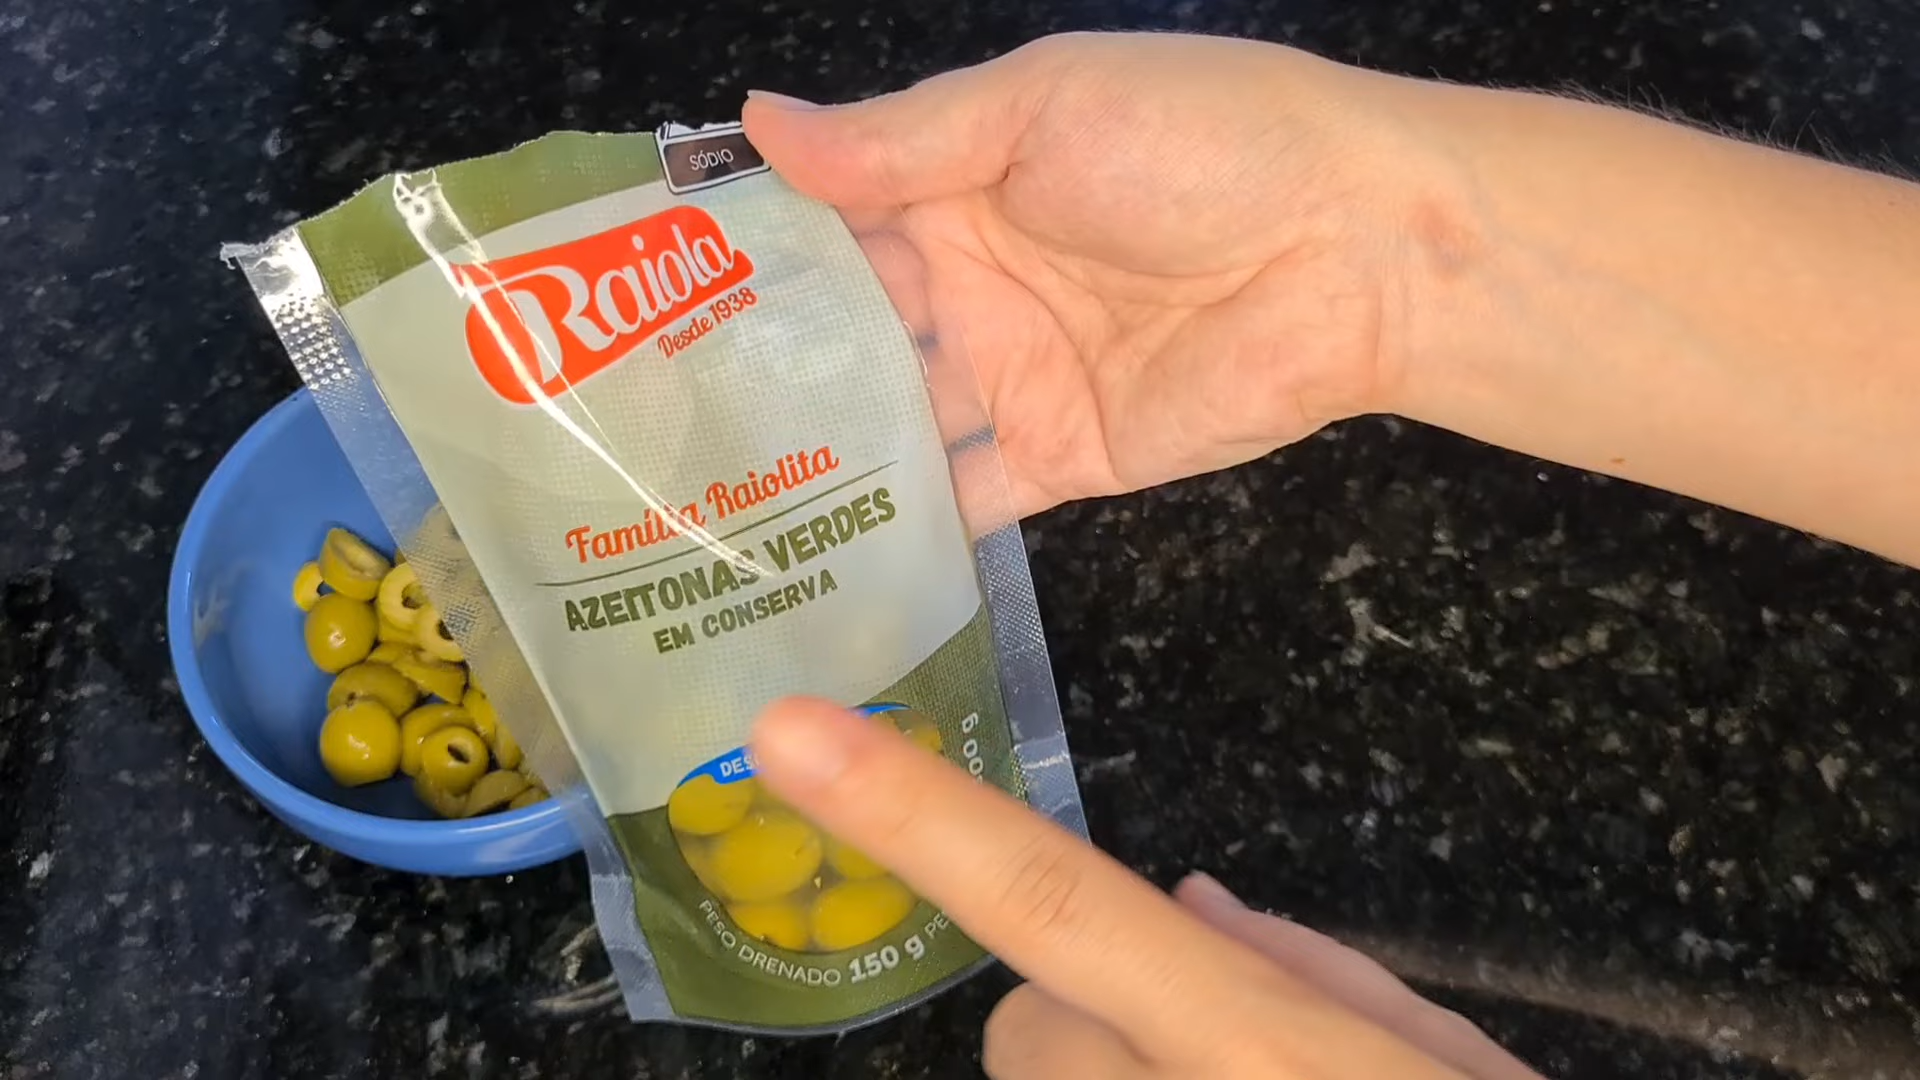 SÓDIO
Raiola
Desde 1938
Família Raiolita
AZEITONAS VERDES
EM CONSERVA
PESO DRENADO 150 g